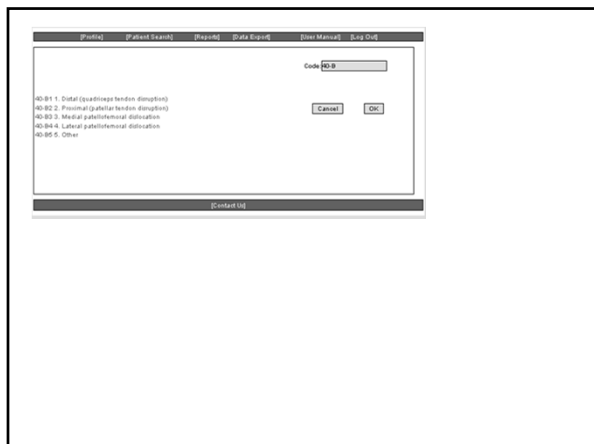 [Profile] [Patient Search] [Reports] [Data Export] [User Manual] [Log Out]
Code: 40-B
40-B1 1. Distal (quadriceps tendon disruption)
40-B2 2. Proximal (patellar tendon disruption)
40-B3 3. Medial patellofemoral dislocation
40-B4 4. Lateral patellofemoral dislocation
40-B5 5. Other
Cancel OK
[Contact Us]